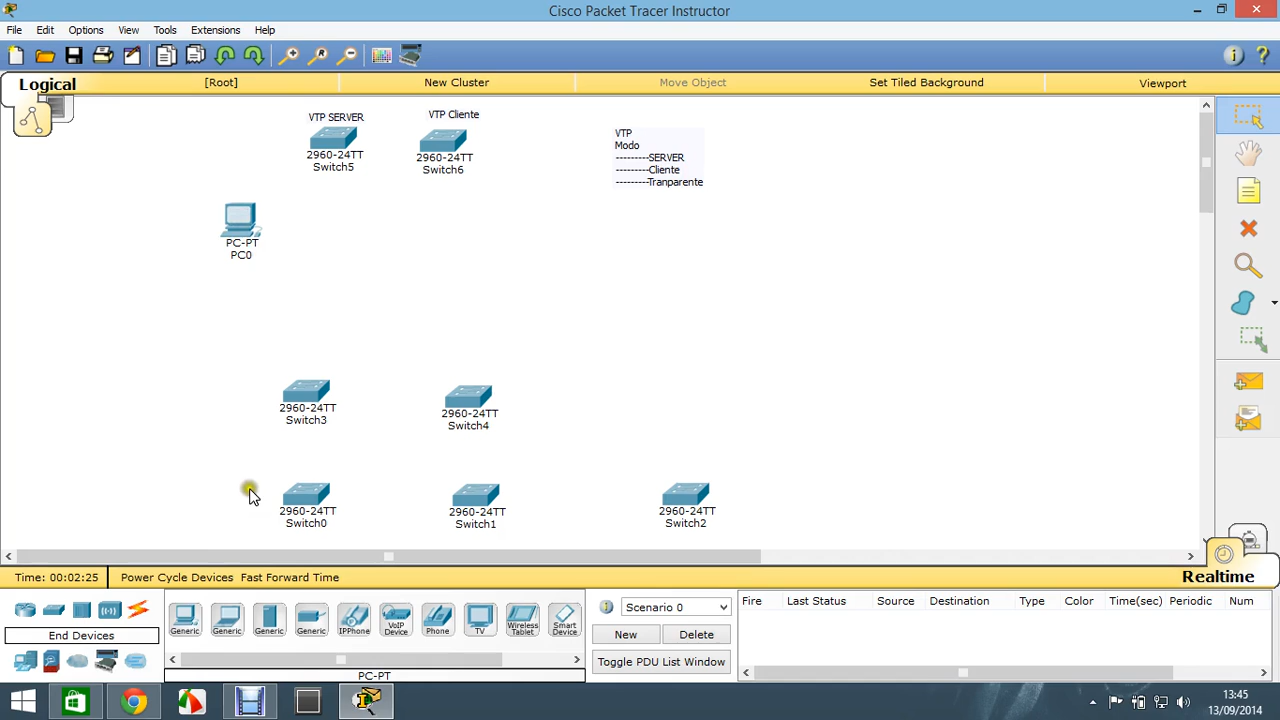 Cisco Packet Tracer Instructor
File Edit Options View Tools Extensions Help
Logical [Root] New Cluster Move Object Set Tiled Background Viewport
VTP SERVER
2960-24TT
Switch5
VTP Cliente
2960-24TT
Switch6
VTP
Modo
---------SERVER
---------Cliente
---------Tranparente
PC-PT
PC0
2960-24TT
Switch3
2960-24TT
Switch4
2960-24TT
Switch0
2960-24TT
Switch1
2960-24TT
Switch2
Time: 00:02:25 Power Cycle Devices Fast Forward Time Realtime
End Devices
Generic Generic Generic Generic IPPhone VoIP Device Phone TV Wireless Tablet Smart Device
PC-PT
Scenario 0
New Delete
Toggle PDU List Window
Fire Last Status Source Destination Type Color Time(sec) Periodic Num
13:45
13/09/2014